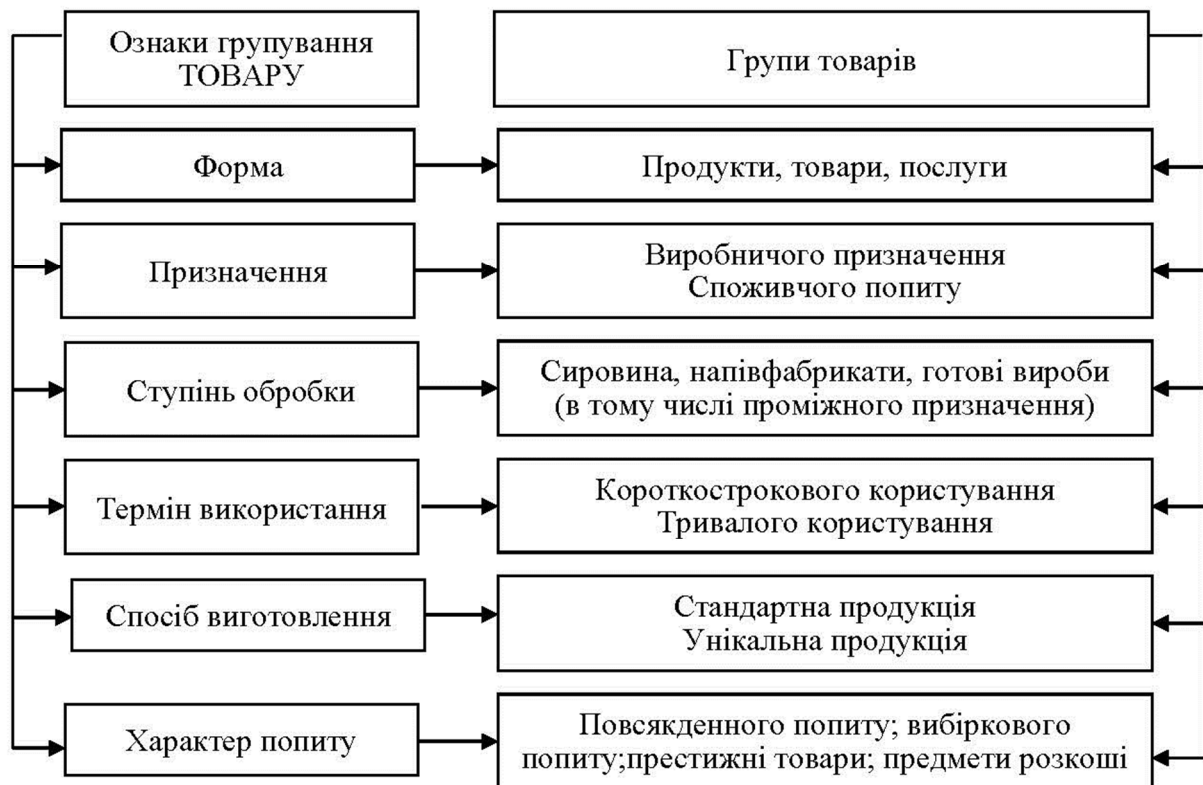 Ознаки групування
ТОВАРУ
Групи товарів
Форма
Продукти, товари, послуги
Призначення
Виробничого призначення
Споживчого попиту
Ступінь обробки
Сировина, напівфабрикати, готові вироби
(в тому числі проміжного призначення)
Термін використання
Короткострокового користування
Тривалого користування
Спосіб виготовлення
Стандартна продукція
Унікальна продукція
Характер попиту
Повсякденного попиту; вибіркового
попиту;престижні товари; предмети розкоші